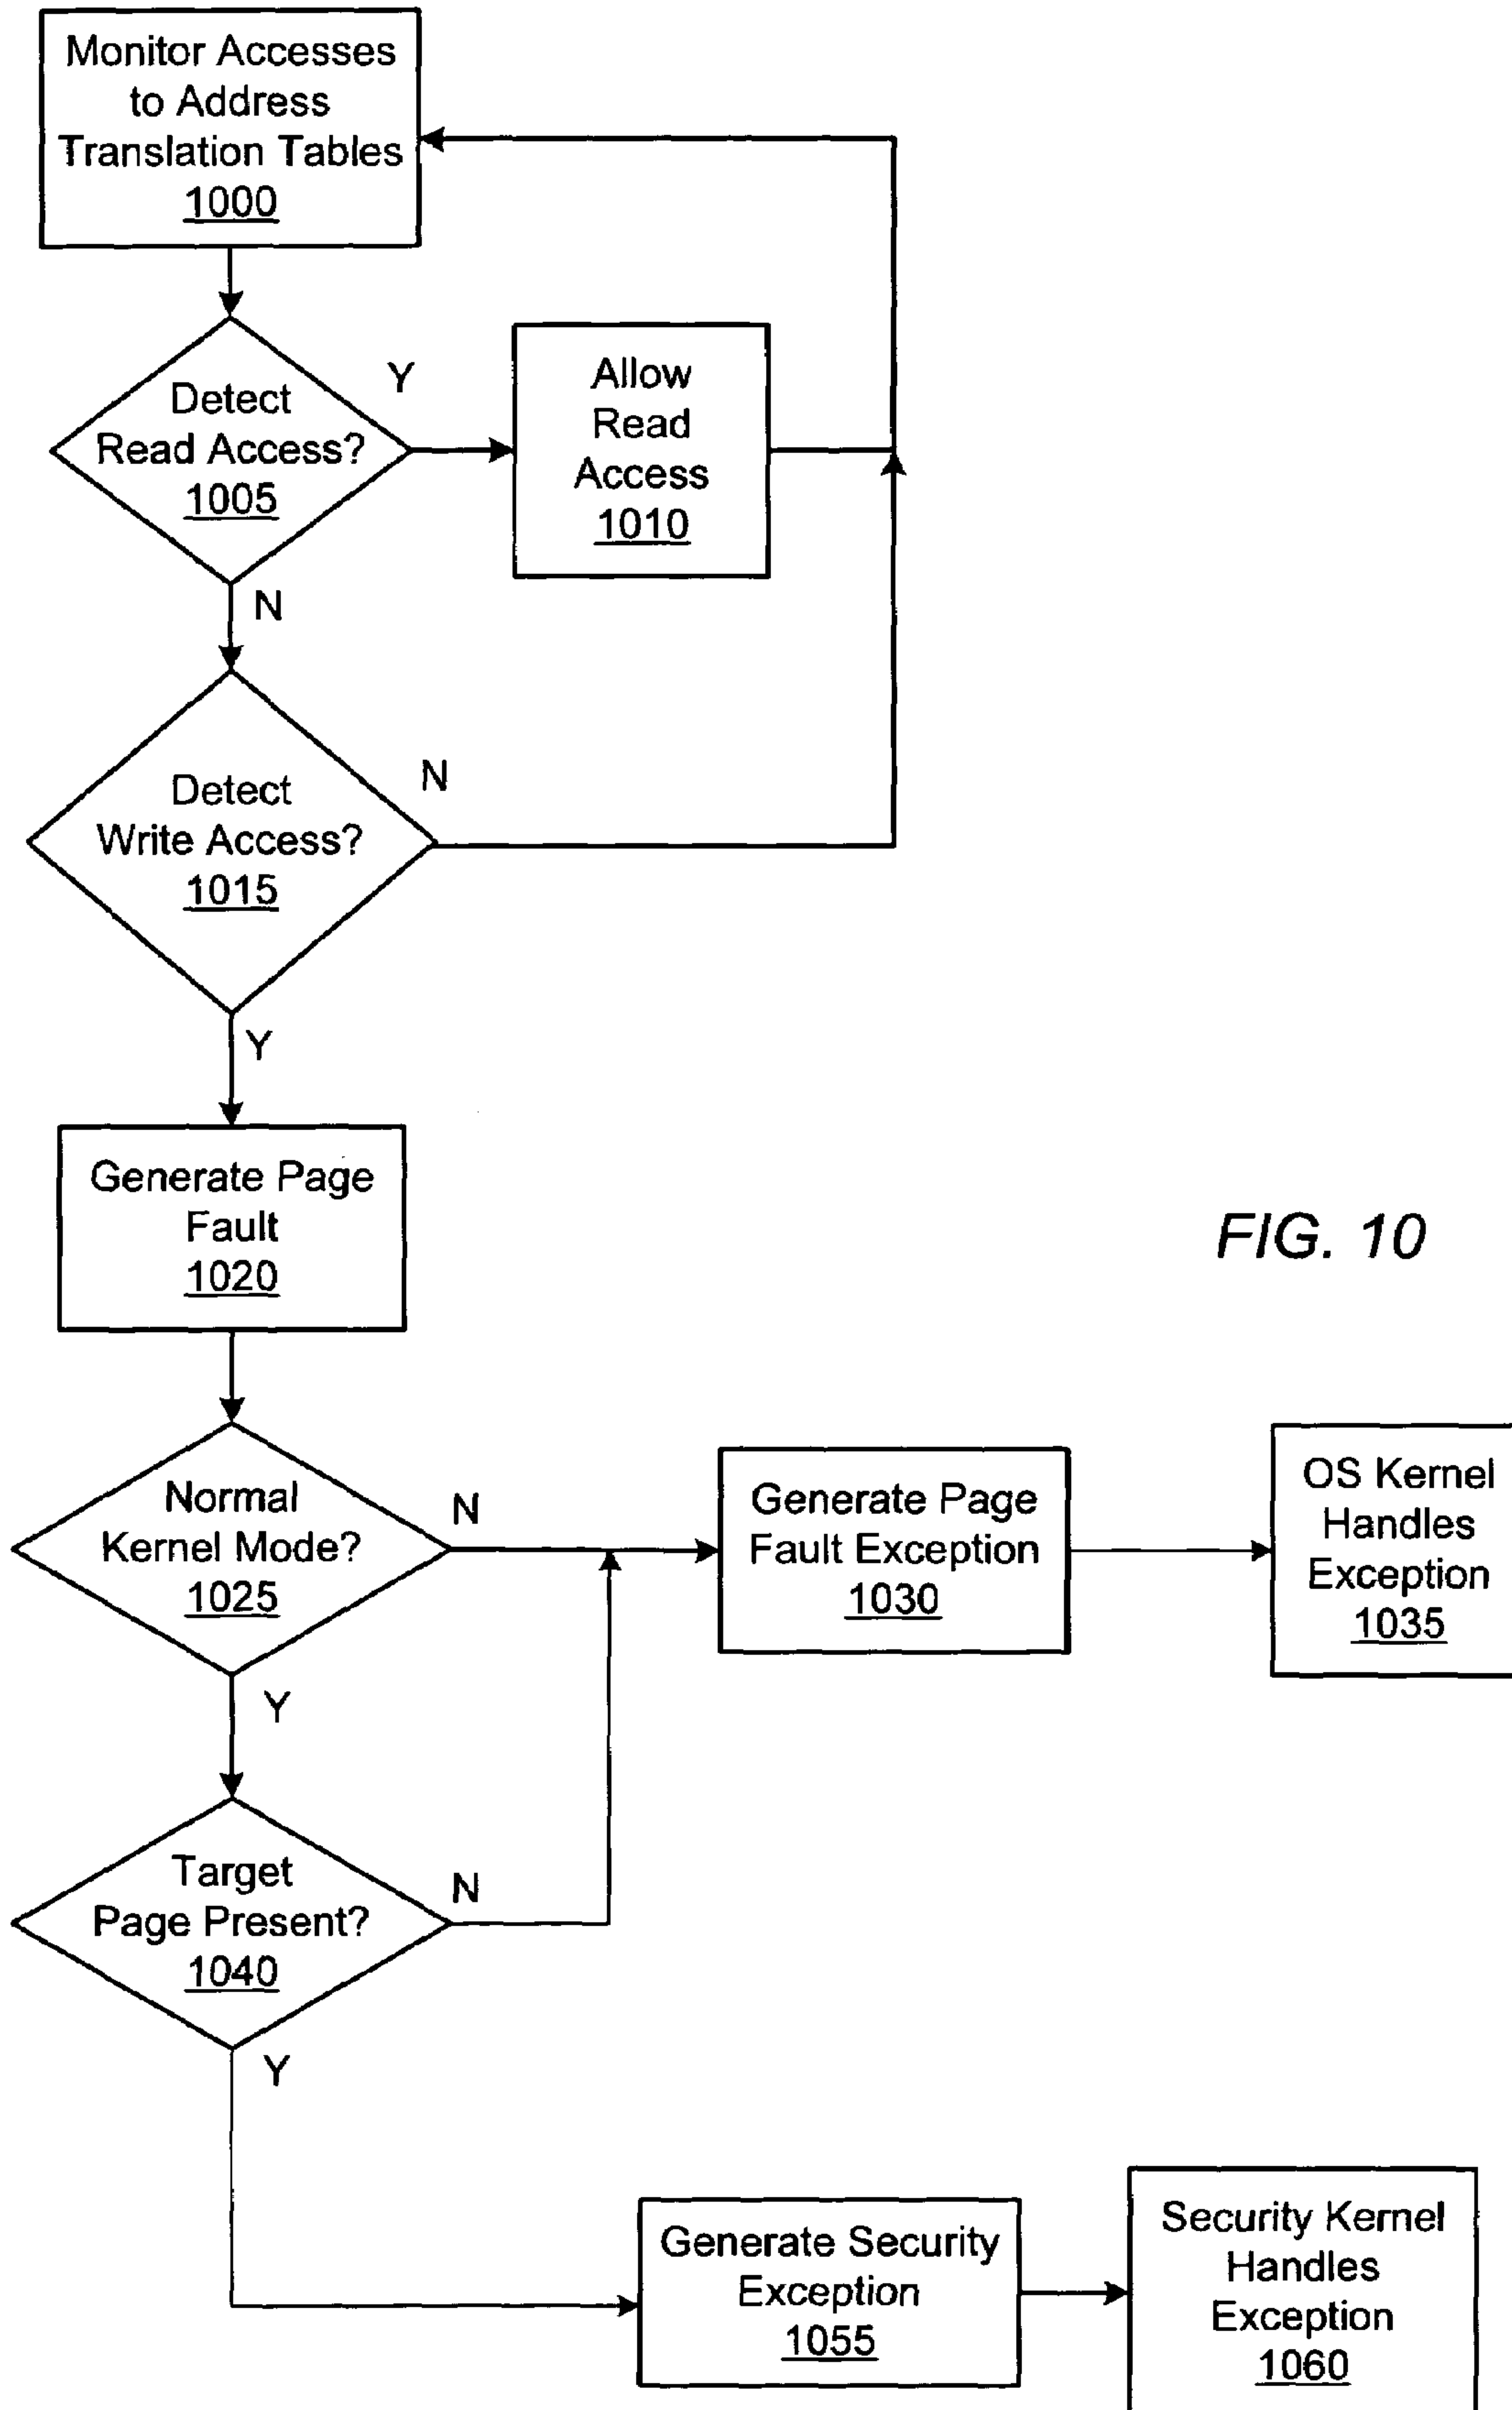 Monitor Accesses
to Address
Translation Tables
1000
Detect
Read Access?
1005
Y
N
Allow
Read
Access
1010
Detect
Write Access?
1015
N
Y
Generate Page
Fault
1020
FIG. 10
Normal
Kernel Mode?
1025
N
Y
Generate Page
Fault Exception
1030
OS Kernel
Handles
Exception
1035
Target
Page Present?
1040
N
Y
Generate Security
Exception
1055
Security Kernel
Handles
Exception
1060